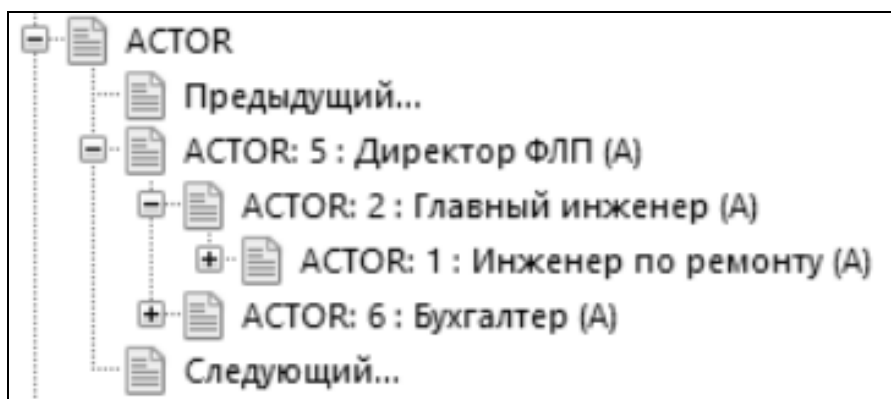 ACTOR
Предыдущий...
ACTOR: 5 : Директор ФЛП (A)
ACTOR: 2 : Главный инженер (A)
ACTOR: 1 : Инженер по ремонту (A)
ACTOR: 6 : Бухгалтер (A)
Следующий...